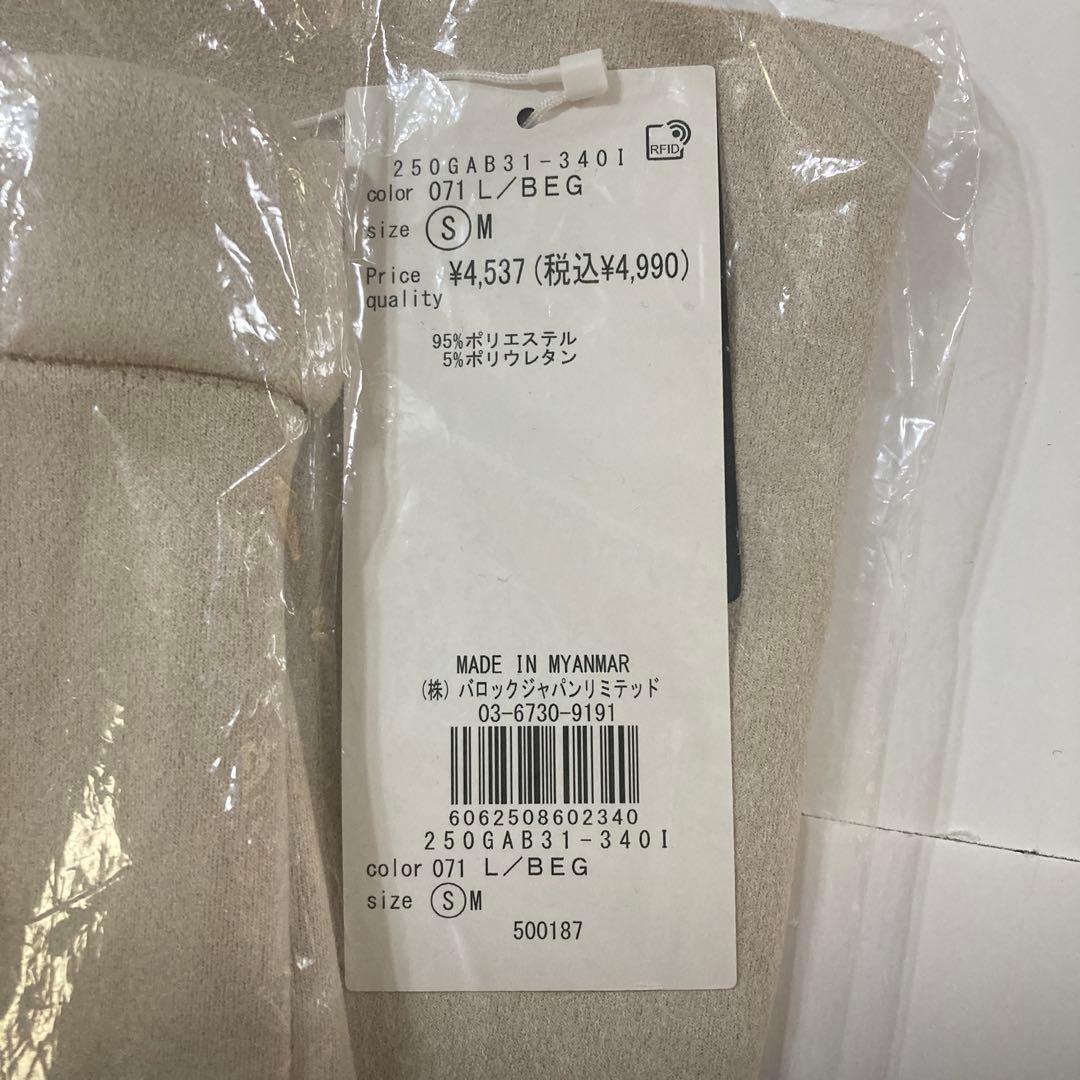 RFID
250GAB31-340I
color 071 L/BEG
size Ⓢ M
Price ¥4,537(税込¥4,990)
quality
95%ポリエステル
5%ポリウレタン
MADE IN MYANMAR
(株)バロックジャパンリミテッド
03-6730-9191
6062508602340
250GAB31-340I
color 071 L/BEG
size Ⓢ M
500187